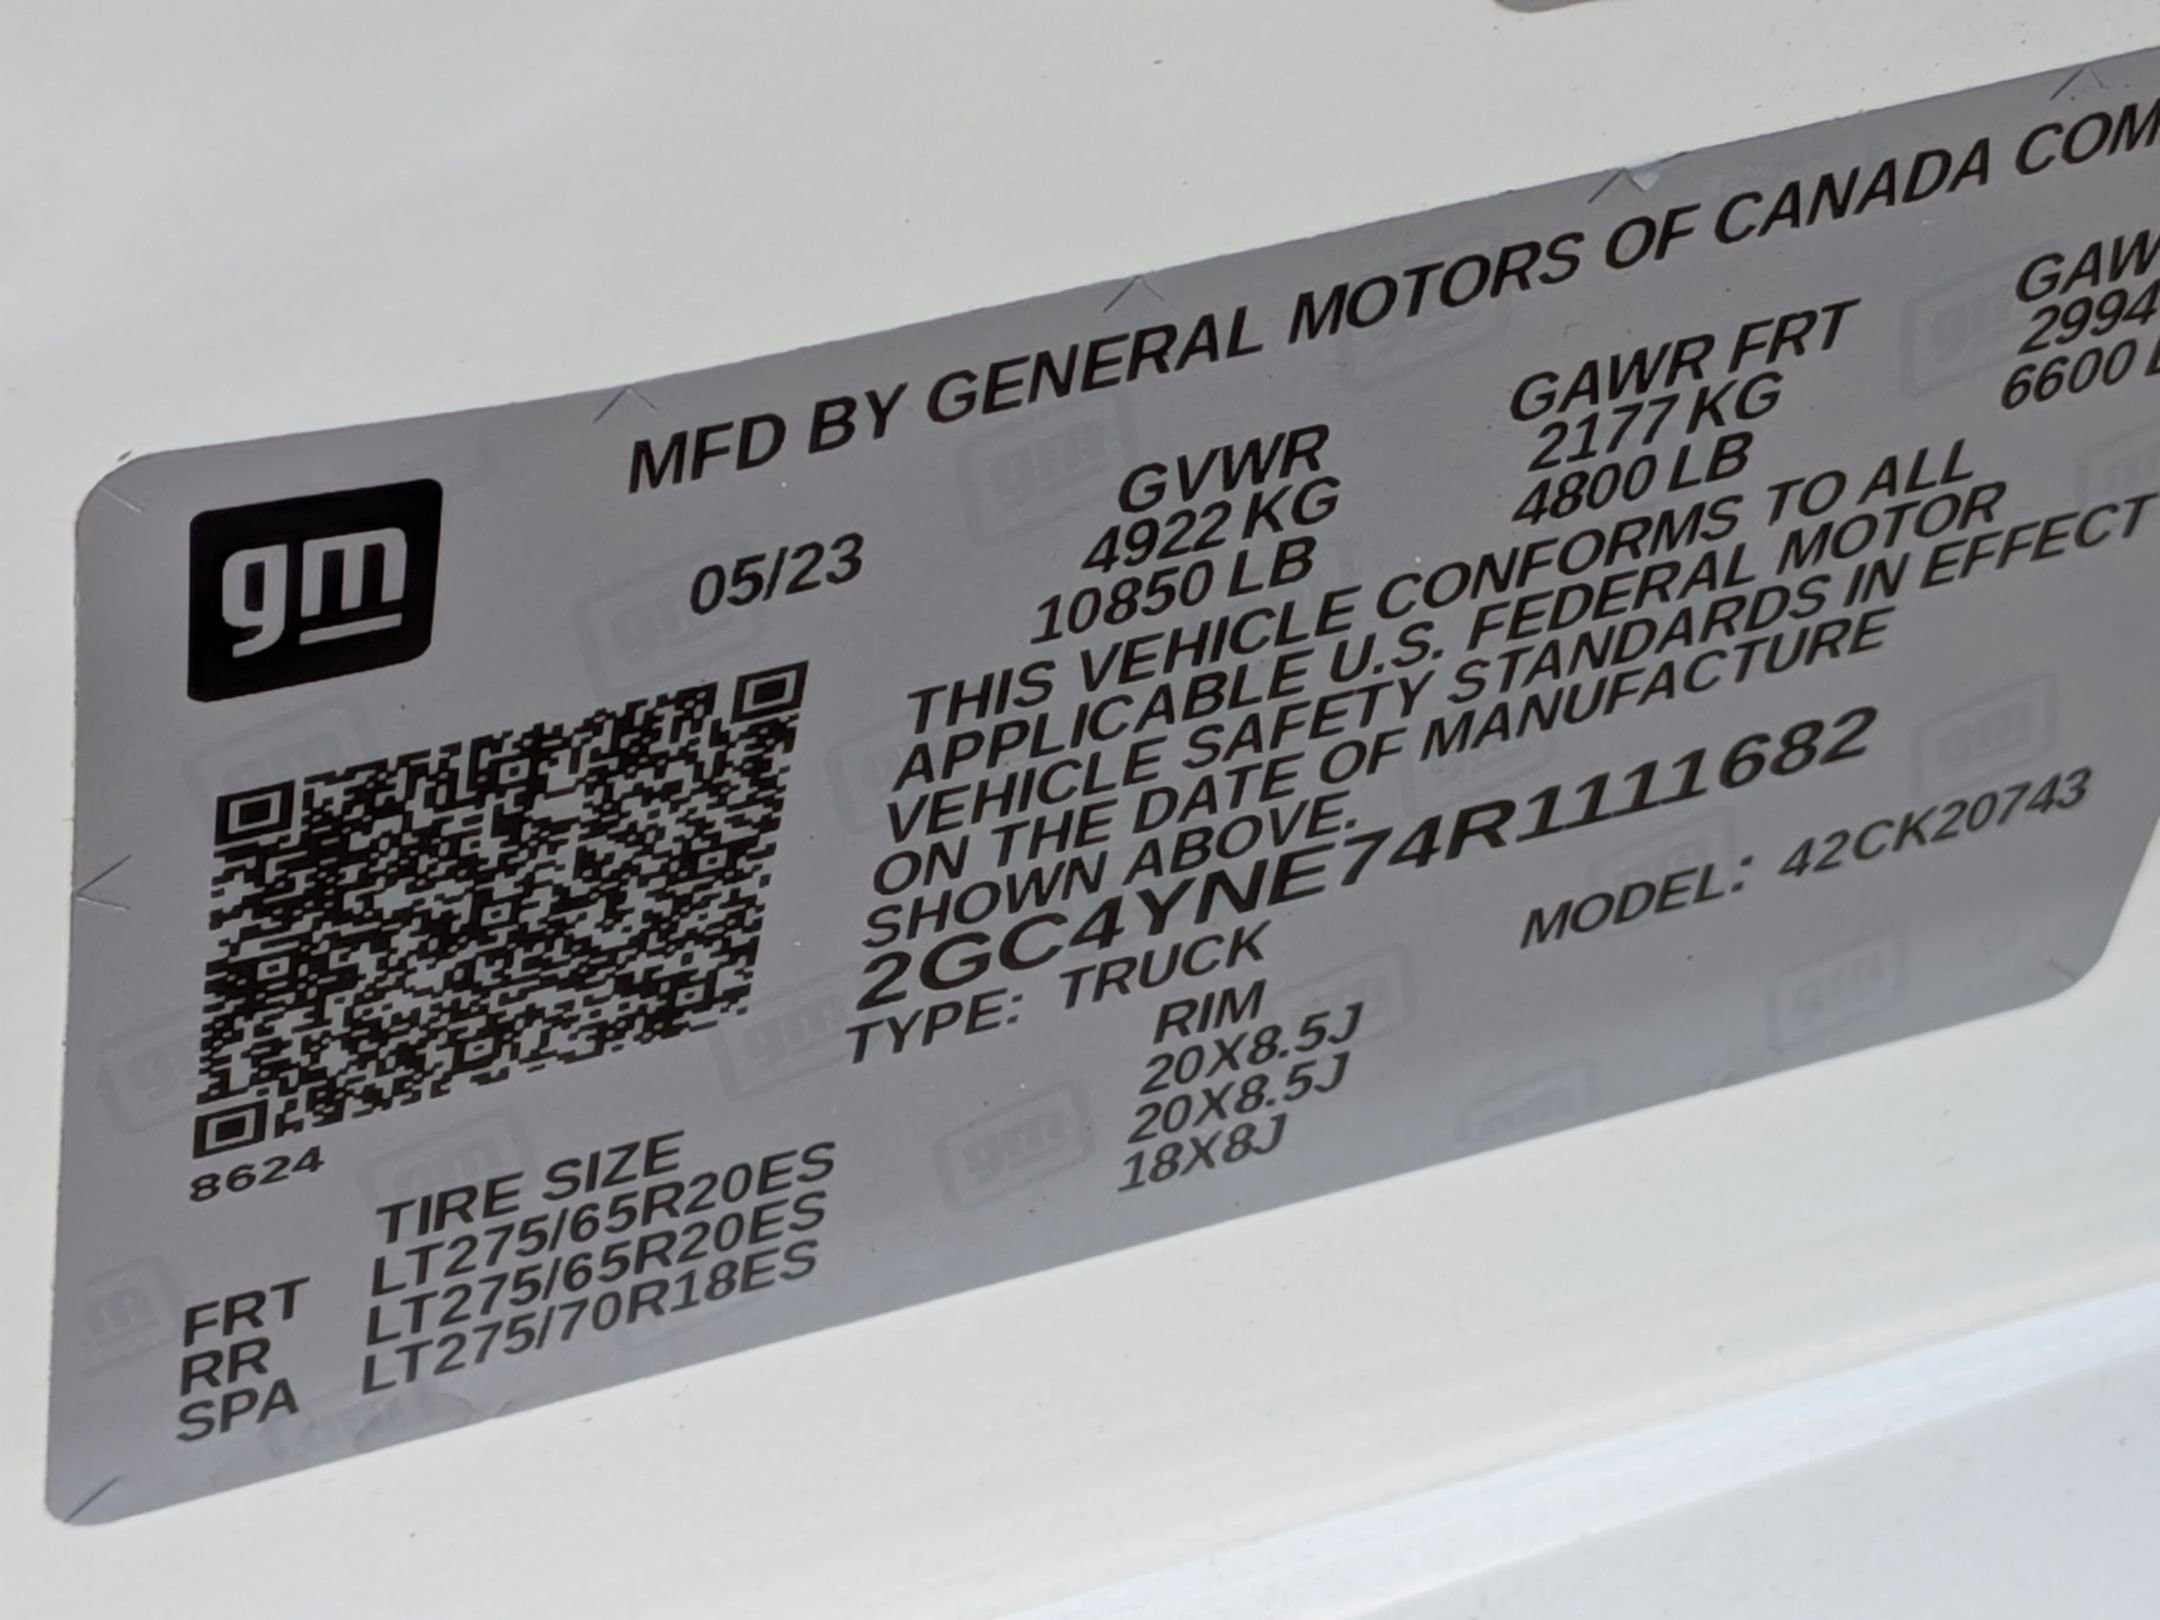 MFD BY GENERAL MOTORS OF CANADA COM
gm
05/23
GVWR GAWR FRT GAW
4922 KG 2177 KG 2994
10850 LB 4800 LB 6600 L
THIS VEHICLE CONFORMS TO ALL
APPLICABLE U.S. FEDERAL MOTOR
VEHICLE SAFETY STANDARDS IN EFFECT
ON THE DATE OF MANUFACTURE
SHOWN ABOVE.
2GC4YNE74R1111682
TYPE: TRUCK MODEL: 42CK20743
8624
TIRE SIZE RIM
FRT LT275/65R20ES 20X8.5J
RR LT275/65R20ES 20X8.5J
SPA LT275/70R18ES 18X8J